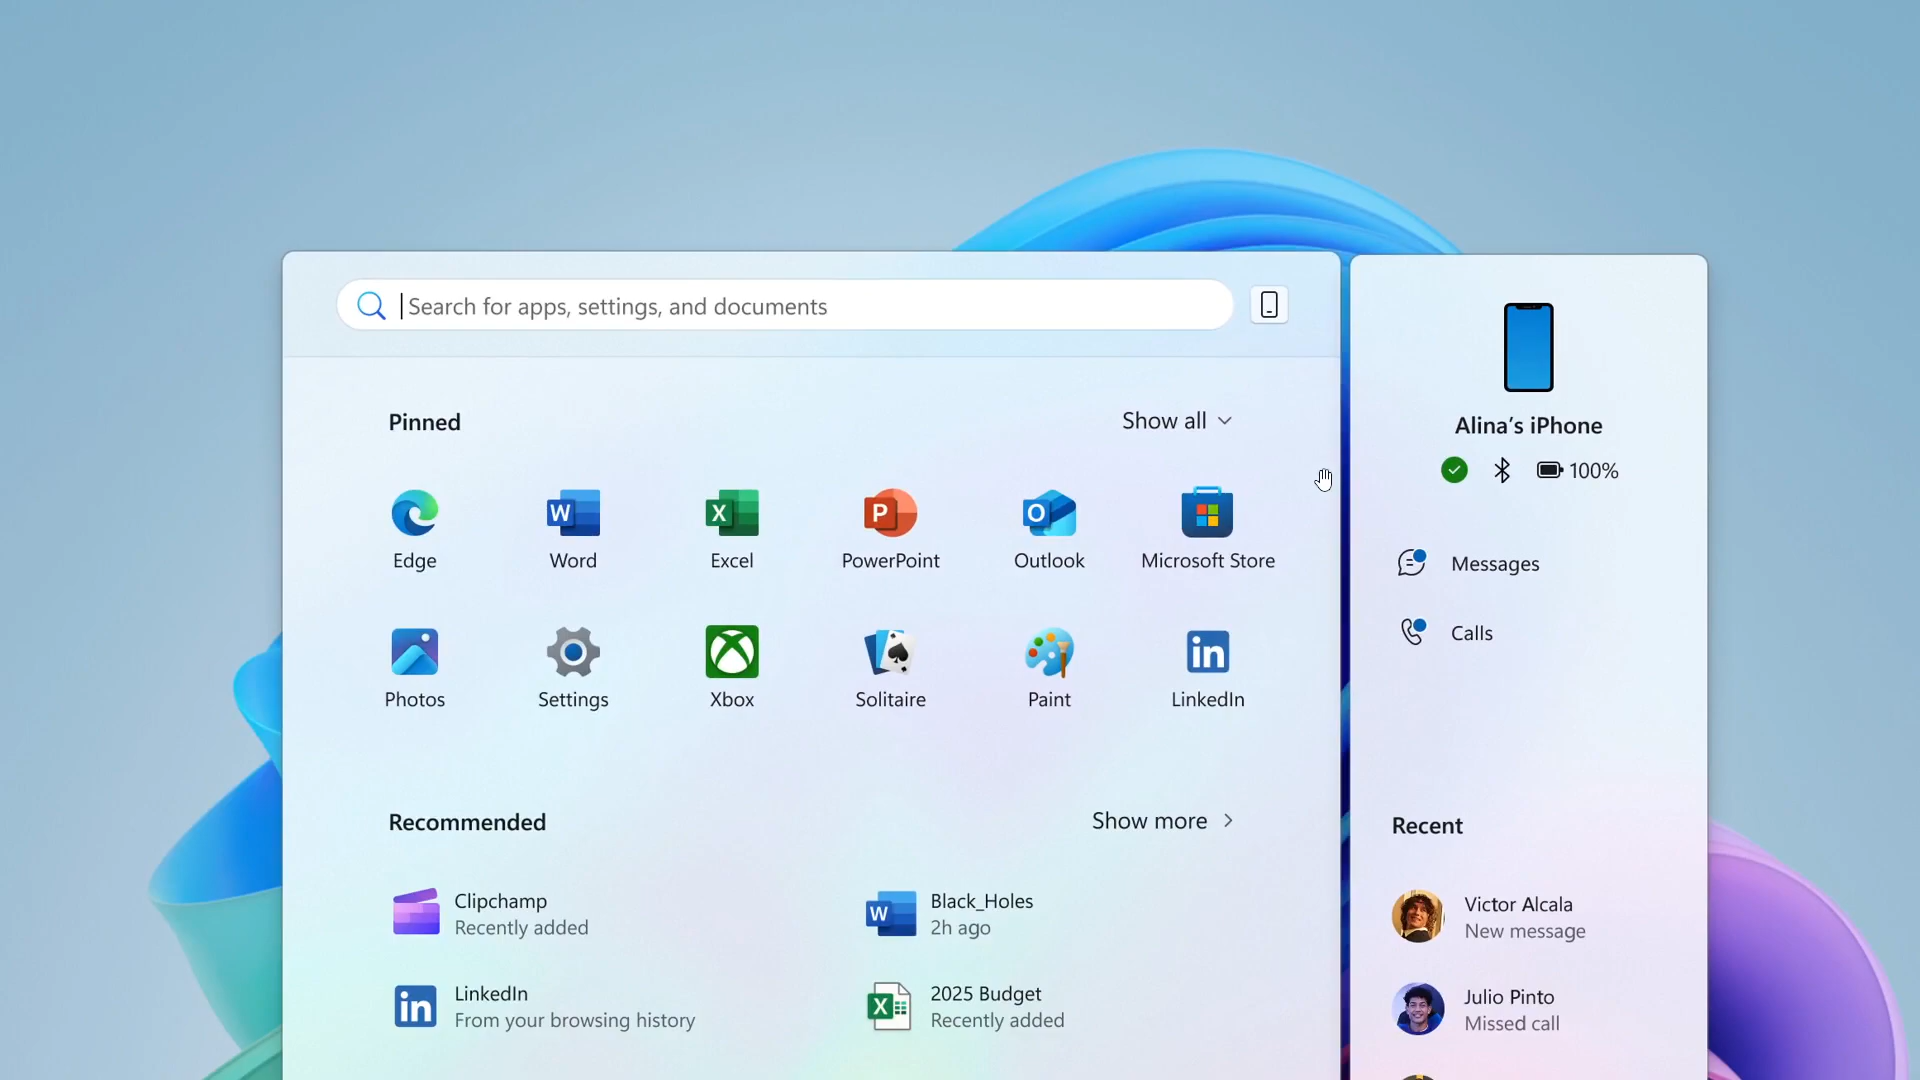 Search for apps, settings, and documents
Pinned
Show all
Edge
Word
Excel
PowerPoint
Outlook
Microsoft Store
Photos
Settings
Xbox
Solitaire
Paint
LinkedIn
Recommended
Show more
Clipchamp
Recently added
Black_Holes
2h ago
LinkedIn
From your browsing history
2025 Budget
Recently added
Alina’s iPhone
100%
Messages
Calls
Recent
Victor Alcala
New message
Julio Pinto
Missed call